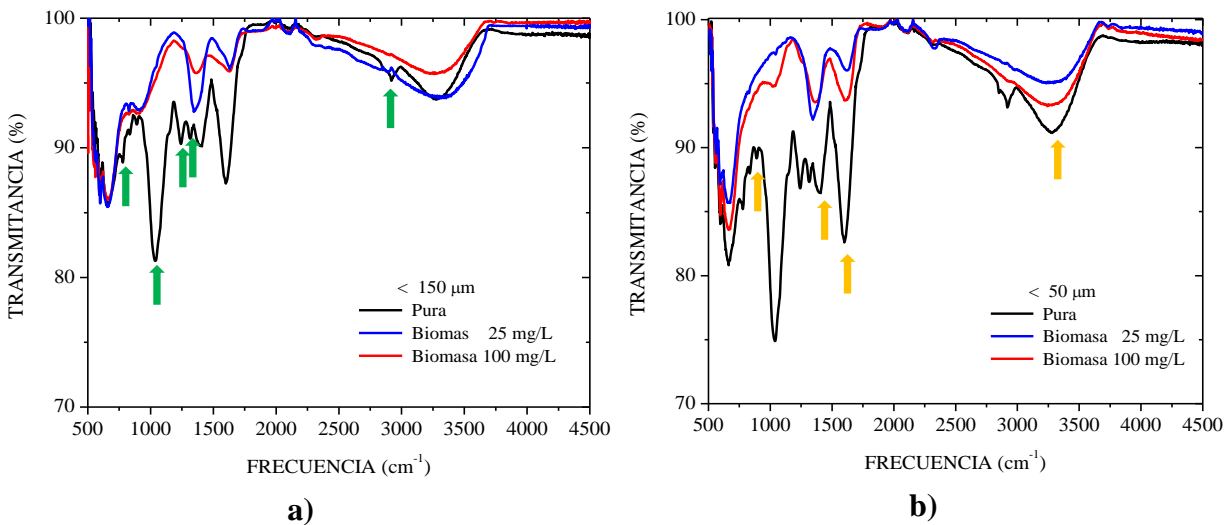 100
90
80
70
TRANSMITANCIA (%)
< 150 μm
Pura
Biomas 25 mg/L
Biomasa 100 mg/L
500 1000 1500 2000 2500 3000 3500 4000 4500
FRECUENCIA (cm-1)
a)
100
90
80
70
TRANSMITANCIA (%)
< 50 μm
Pura
Biomasa 25 mg/L
Biomasa 100 mg/L
500 1000 1500 2000 2500 3000 3500 4000 4500
FRECUENCIA (cm-1)
b)